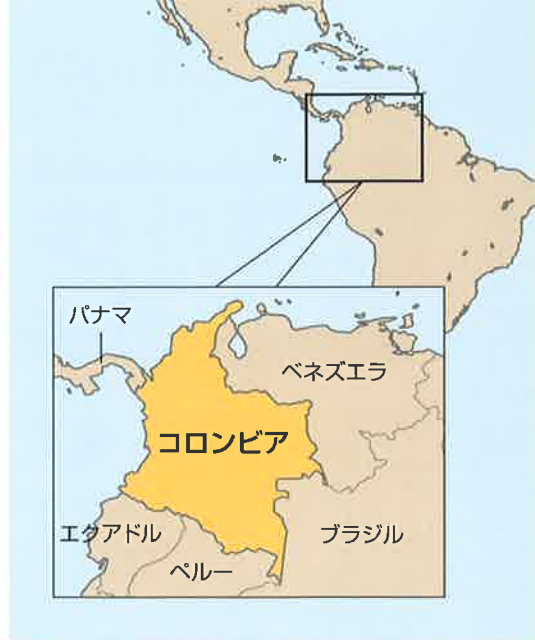 パナマ
ベネズエラ
コロンビア
エクアドル
ブラジル
ペルー